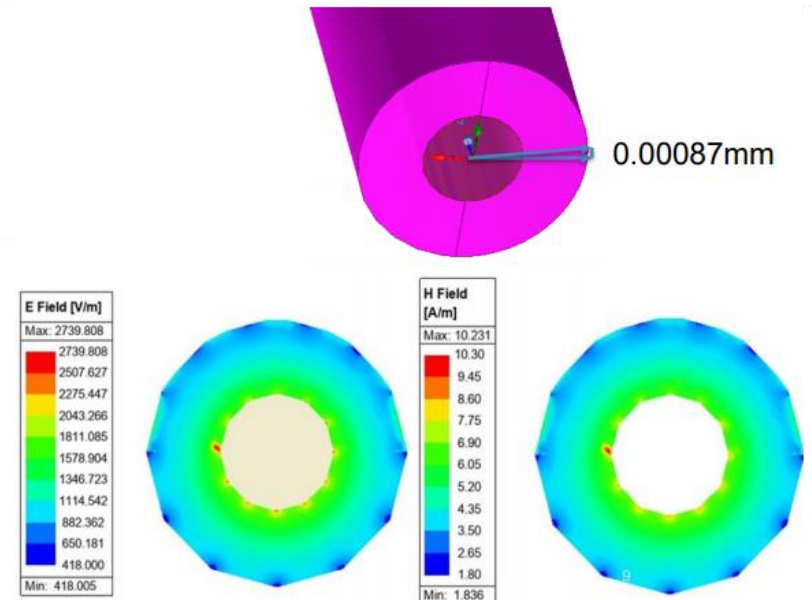 0.00087mm
E Field [V/m]
Max: 2739.808
2739.808
2507.627
2275.447
2043.266
1811.085
1578.904
1346.723
1114.542
882.362
650.181
418.000
Min: 418.005
H Field
[A/m]
Max: 10.231
10.30
9.45
8.60
7.75
6.90
6.05
5.20
4.35
3.50
2.65
1.80
Min: 1.836
9